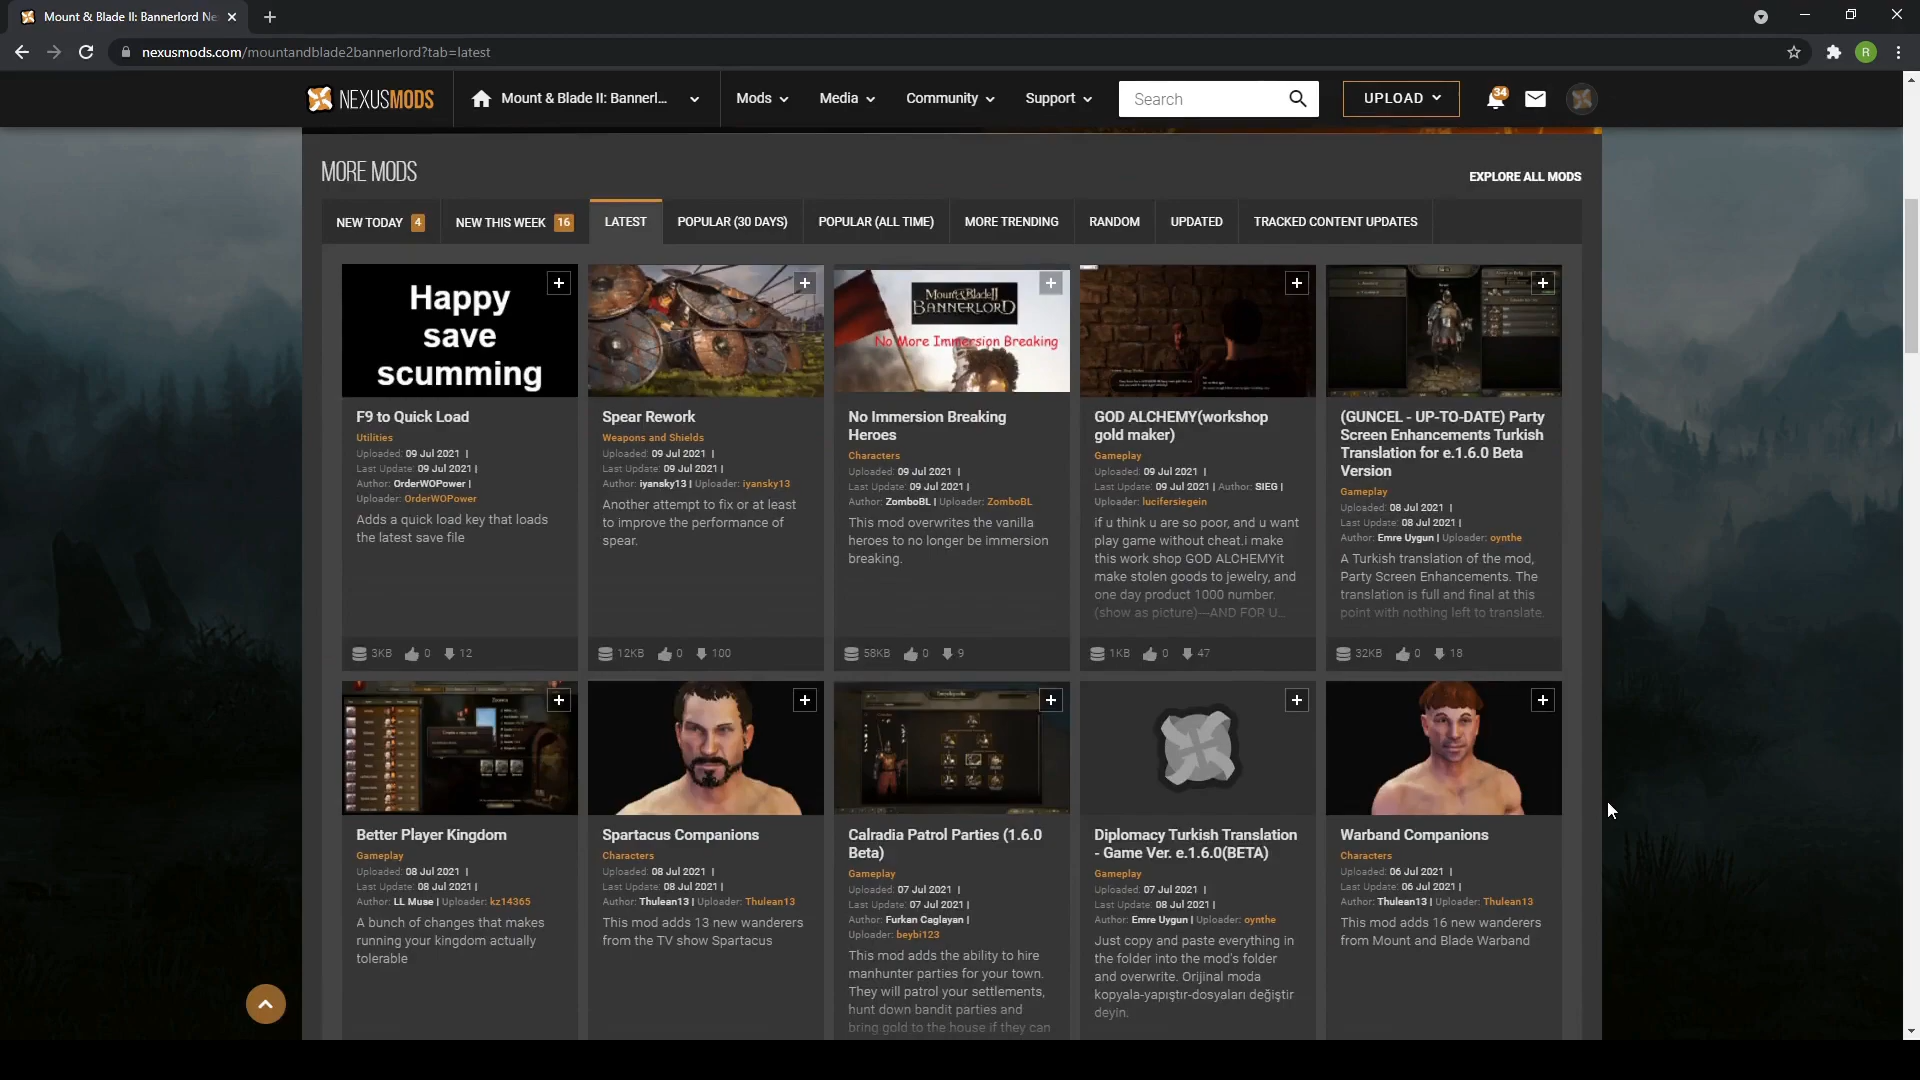 Mount & Blade II: Bannerlord Ne
nexusmods.com/mountandblade2bannerlord?tab=latest
R
NEXUSMODS
Mount & Blade II: Bannerl...
Mods
Media
Community
Support
Search
UPLOAD
34
MORE MODS
EXPLORE ALL MODS
NEW TODAY 4
NEW THIS WEEK 16
LATEST
POPULAR (30 DAYS)
POPULAR (ALL TIME)
MORE TRENDING
RANDOM
UPDATED
TRACKED CONTENT UPDATES
Happy
save
scumming
F9 to Quick Load
Utilities
Uploaded: 09 Jul 2021 |
Last Update: 09 Jul 2021 |
Author: OrderWOPower |
Uploader: OrderWOPower
Adds a quick load key that loads
the latest save file
3KB 0 12
Spear Rework
Weapons and Shields
Uploaded: 09 Jul 2021 |
Last Update: 09 Jul 2021 |
Author: iyansky13 | Uploader: iyansky13
Another attempt to fix or at least
to improve the performance of
spear.
12KB 0 100
Mount & Blade II
BANNERLORD
No More Immersion Breaking
No Immersion Breaking
Heroes
Characters
Uploaded: 09 Jul 2021 |
Last Update: 09 Jul 2021 |
Author: ZomboBL | Uploader: ZomboBL
This mod overwrites the vanilla
heroes to no longer be immersion
breaking.
58KB 0 9
GOD ALCHEMY(workshop
gold maker)
Gameplay
Uploaded: 09 Jul 2021 |
Last Update: 09 Jul 2021 | Author: SIEG |
Uploader: lucifersiegein
if u think u are so poor, and u want
play game without cheat.i make
this work shop GOD ALCHEMYit
make stolen goods to jewelry, and
one day product 1000 number.
(show as picture)—AND FOR U...
1KB 0 47
(GUNCEL - UP-TO-DATE) Party
Screen Enhancements Turkish
Translation for e.1.6.0 Beta
Version
Gameplay
Uploaded: 08 Jul 2021 |
Last Update: 08 Jul 2021 |
Author: Emre Uygun | Uploader: oynthe
A Turkish translation of the mod,
Party Screen Enhancements. The
translation is full and final at this
point with nothing left to translate.
32KB 0 18
Better Player Kingdom
Gameplay
Uploaded: 08 Jul 2021 |
Last Update: 08 Jul 2021 |
Author: LL Muse | Uploader: kz14365
A bunch of changes that makes
running your kingdom actually
tolerable
Spartacus Companions
Characters
Uploaded: 08 Jul 2021 |
Last Update: 08 Jul 2021 |
Author: Thulean13 | Uploader: Thulean13
This mod adds 13 new wanderers
from the TV show Spartacus
Calradia Patrol Parties (1.6.0
Beta)
Gameplay
Uploaded: 07 Jul 2021 |
Last Update: 07 Jul 2021 |
Author: Furkan Caglayan |
Uploader: beybi123
This mod adds the ability to hire
manhunter parties for your town.
They will patrol your settlements,
hunt down bandit parties and
bring gold to the house if they can
Diplomacy Turkish Translation
- Game Ver. e.1.6.0(BETA)
Gameplay
Uploaded: 07 Jul 2021 |
Last Update: 08 Jul 2021 |
Author: Emre Uygun | Uploader: oynthe
Just copy and paste everything in
the folder into the mod's folder
and overwrite. Orijinal moda
kopyala-yapıştır-dosyaları değiştir
deyin.
Warband Companions
Characters
Uploaded: 06 Jul 2021 |
Last Update: 06 Jul 2021 |
Author: Thulean13 | Uploader: Thulean13
This mod adds 16 new wanderers
from Mount and Blade Warband